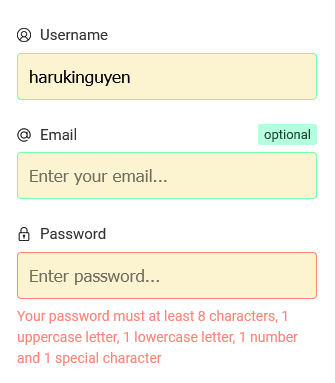 Username
harukinguyen
Email
optional
Enter your email...
Password
Enter password...
Your password must at least 8 characters, 1
uppercase letter, 1 lowercase letter, 1 number
and 1 special character